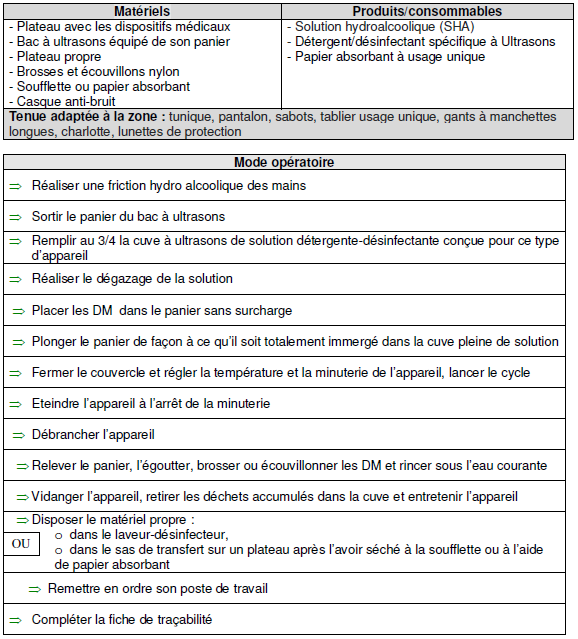 Matériels
- Plateau avec les dispositifs médicaux
- Bac à ultrasons équipé de son panier
- Plateau propre
- Brosses et écouvillons nylon
- Soufflette ou papier absorbant
- Casque anti-bruit
Produits/consommables
- Solution hydroalcoolique (SHA)
- Détergent/désinfectant spécifique à Ultrasons
- Papier absorbant à usage unique
Tenue adaptée à la zone : tunique, pantalon, sabots, tablier usage unique, gants à manchettes
longues, charlotte, lunettes de protection
Mode opératoire
⇒ Réaliser une friction hydro alcoolique des mains
⇒ Sortir le panier du bac à ultrasons
⇒ Remplir au 3/4 la cuve à ultrasons de solution détergente-désinfectante conçue pour ce type
d'appareil
⇒ Réaliser le dégazage de la solution
⇒ Placer les DM dans le panier sans surcharge
⇒ Plonger le panier de façon à ce qu'il soit totalement immergé dans la cuve pleine de solution
⇒ Fermer le couvercle et régler la température et la minuterie de l'appareil, lancer le cycle
⇒ Eteindre l'appareil à l'arrêt de la minuterie
⇒ Débrancher l'appareil
⇒ Relever le panier, l'égoutter, brosser ou écouvillonner les DM et rincer sous l'eau courante
⇒ Vidanger l'appareil, retirer les déchets accumulés dans la cuve et entretenir l'appareil
⇒ Disposer le matériel propre :
o dans le laveur-désinfecteur,
OU
o dans le sas de transfert sur un plateau après l'avoir séché à la soufflette ou à l'aide
de papier absorbant
⇒ Remettre en ordre son poste de travail
⇒ Compléter la fiche de traçabilité